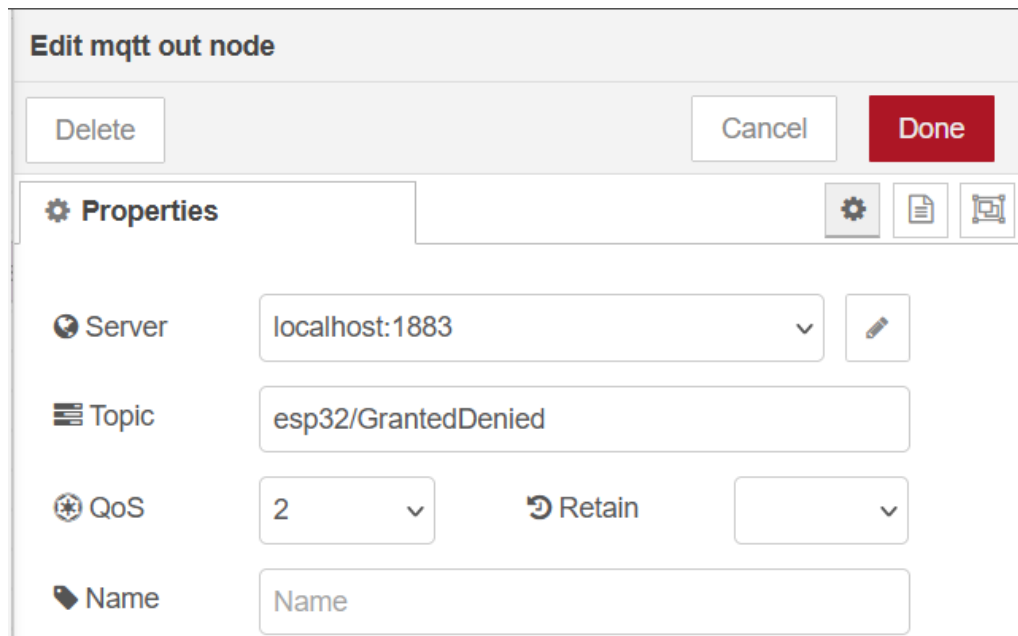 Edit mqtt out node
Delete
Cancel
Done
Properties
Server
localhost:1883
Topic
esp32/GrantedDenied
QoS
2
Retain
Name
Name